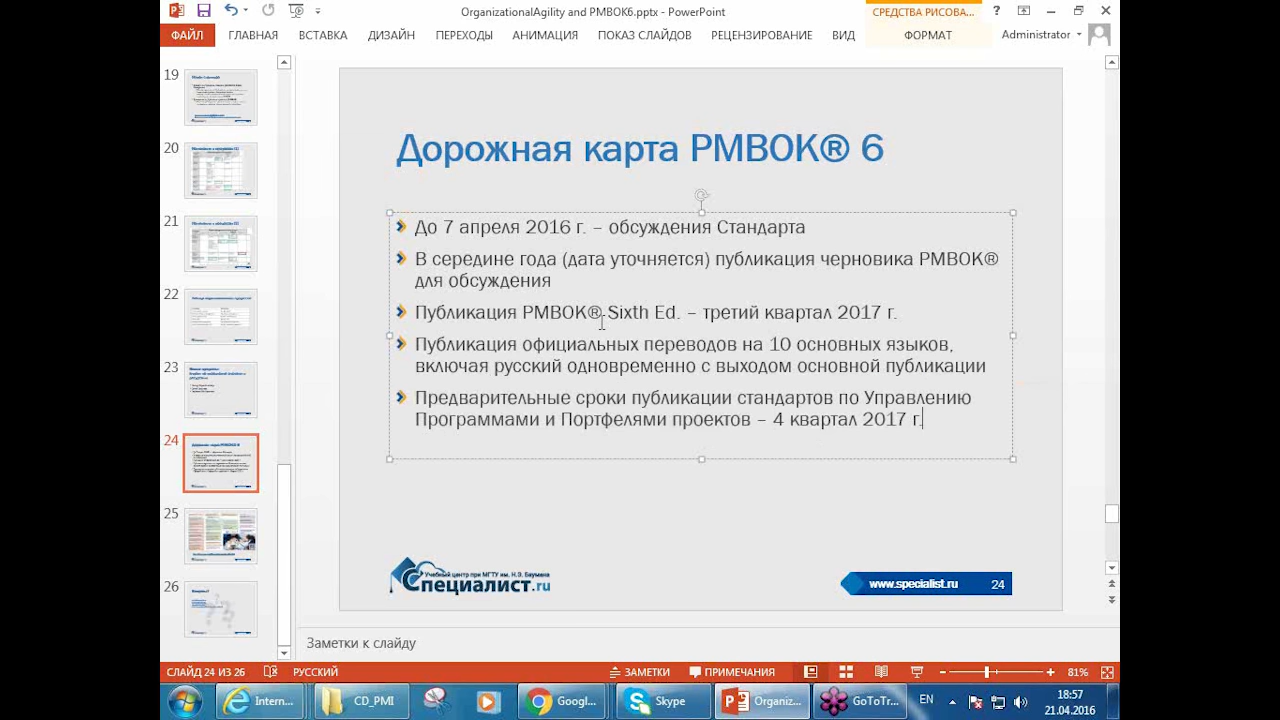 OrganizationalAgility and PMBOK6.pptx - PowerPoint
СРЕДСТВА РИСОВА...
ФАЙЛ ГЛАВНАЯ ВСТАВКА ДИЗАЙН ПЕРЕХОДЫ АНИМАЦИЯ ПОКАЗ СЛАЙДОВ РЕЦЕНЗИРОВАНИЕ ВИД ФОРМАТ Administrator
19
20
21
22
23
24
25
26
Дорожная карта PMBOK® 6
До 7 апреля 2016 г. – обсуждения Стандарта
В середине года (дата уточняется) публикация черновика PMBOK®
для обсуждения
Публикация PMBOK® Sixth Ed. – третий квартал 2017 г.
Публикация официальных переводов на 10 основных языков,
включая русский одновременно с выходом основной публикации
Предварительные сроки публикации стандартов по Управлению
Программами и Портфелями проектов – 4 квартал 2017 г.
Учебный центр при МГТУ им. Н.Э. Баумана
Специалист.ru
www.specialist.ru 24
Заметки к слайду
СЛАЙД 24 ИЗ 26 РУССКИЙ ЗАМЕТКИ ПРИМЕЧАНИЯ 81%
Intern... CD_PMI Googl... Skype Organiz... GoToTr... EN 18:57
21.04.2016